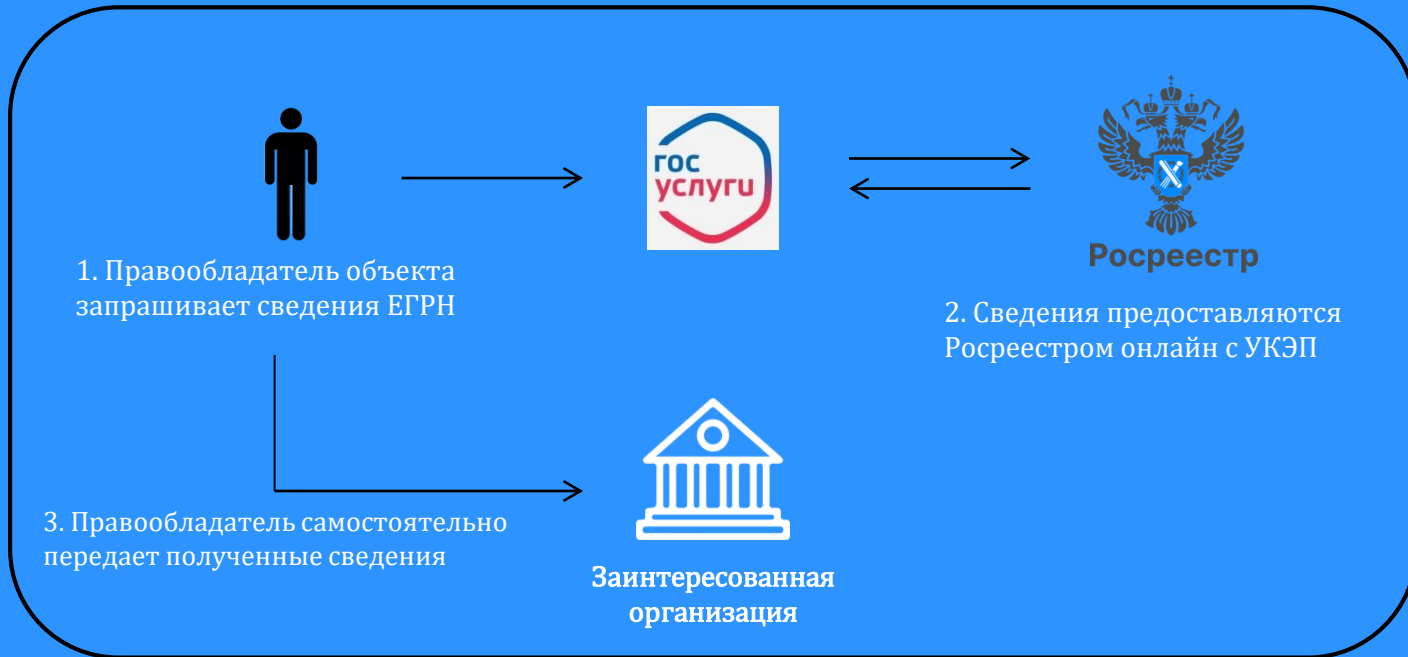 гос
услуги
Росреестр
1. Правообладатель объекта
запрашивает сведения ЕГРН
2. Сведения предоставляются
Росреестром онлайн с УКЭП
3. Правообладатель самостоятельно
передает полученные сведения
Заинтересованная
организация